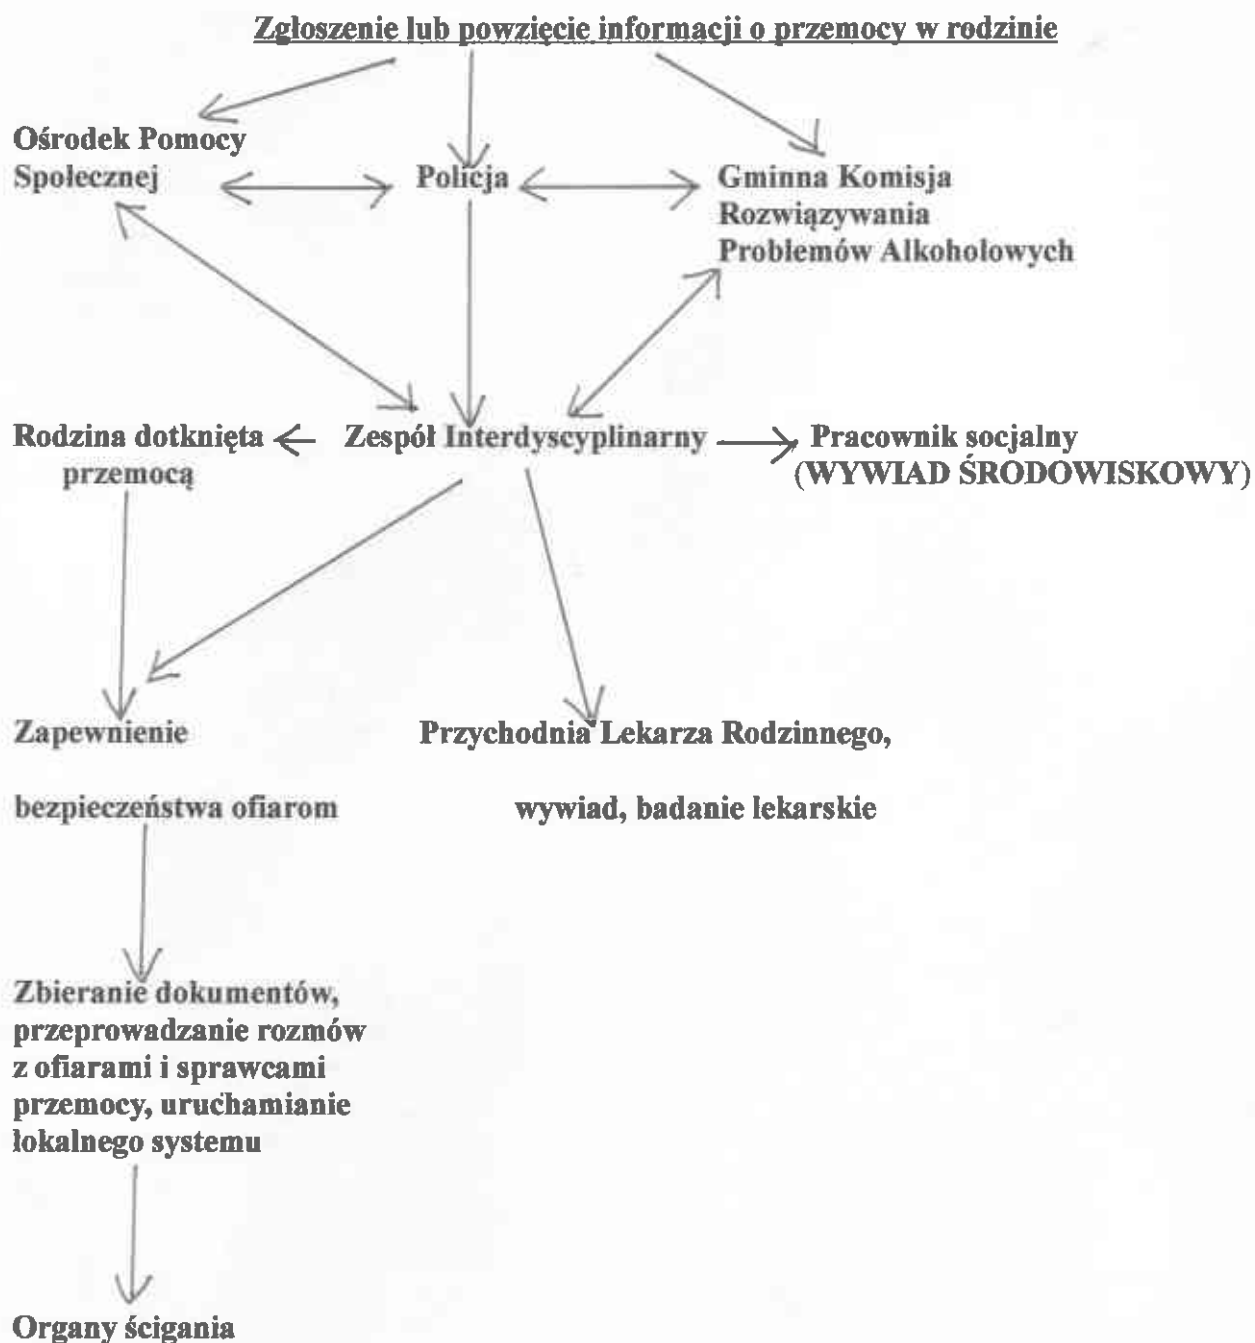 Zgłoszenie lub powzięcie informacji o przemocy w rodzinie
Ośrodek Pomocy
Społecznej
Policja
Gminna Komisja
Rozwiązywania
Problemów Alkoholowych
Rodzina dotknięta
przemocą
Zespół Interdyscyplinarny
Pracownik socjalny
(WYWIAD ŚRODOWISKOWY)
Zapewnienie
bezpieczeństwa ofiarom
Przychodnia Lekarza Rodzinnego,
wywiad, badanie lekarskie
Zbieranie dokumentów,
przeprowadzanie rozmów
z ofiarami i sprawcami
przemocy, uruchamianie
lokalnego systemu
Organy ścigania